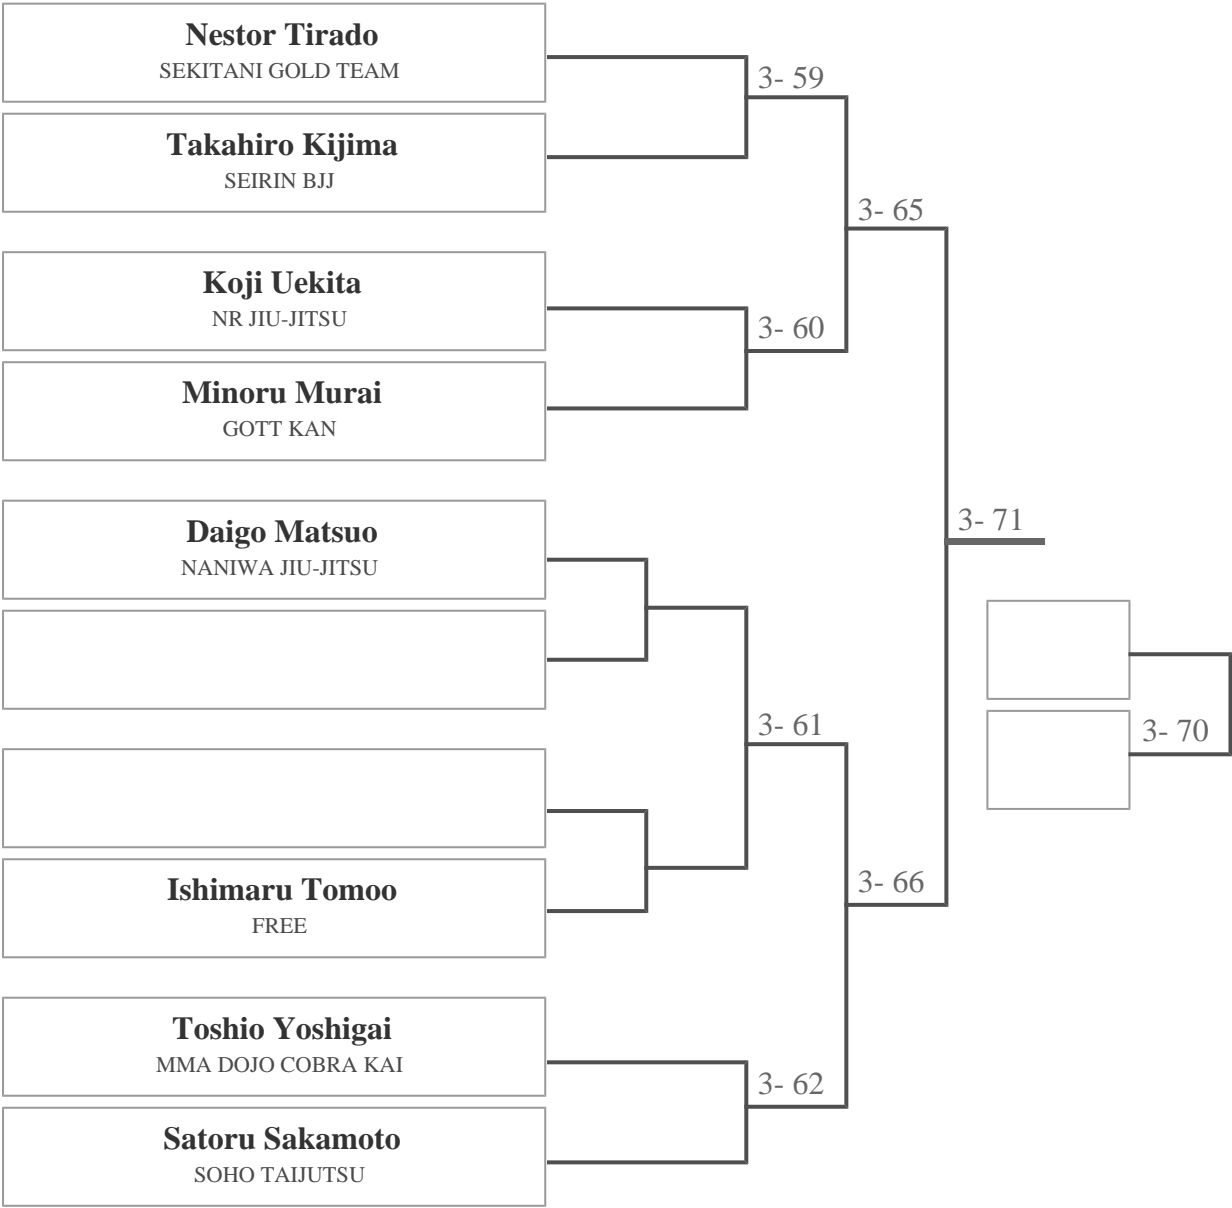 Nestor Tirado
SEKITANI GOLD TEAM
3- 59
Takahiro Kijima
SEIRIN BJJ
3- 65
Koji Uekita
NR JIU-JITSU
3- 60
Minoru Murai
GOTT KAN
Daigo Matsuo
NANIWA JIU-JITSU
3- 71
3- 61
3- 70
Ishimaru Tomoo
FREE
3- 66
Toshio Yoshigai
MMA DOJO COBRA KAI
3- 62
Satoru Sakamoto
SOHO TAIJUTSU